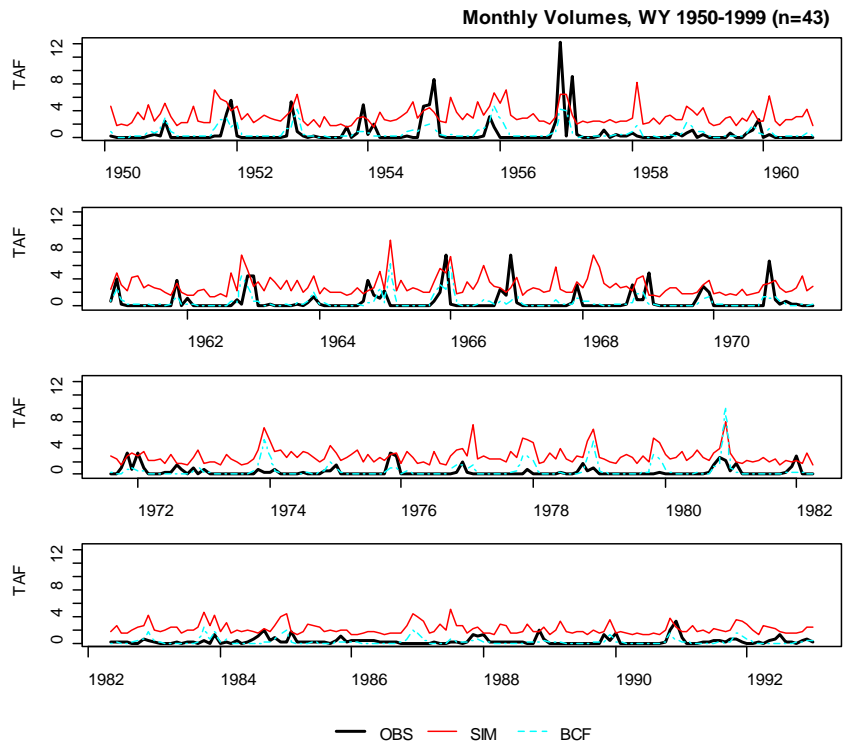 Monthly Volumes, WY 1950-1999 (n=43)
TAF
12
8
4
0
1950 1952 1954 1956 1958 1960
TAF
12
8
4
0
1962 1964 1966 1968 1970
TAF
12
8
4
0
1972 1974 1976 1978 1980 1982
TAF
12
8
4
0
1982 1984 1986 1988 1990 1992
OBS SIM BCF